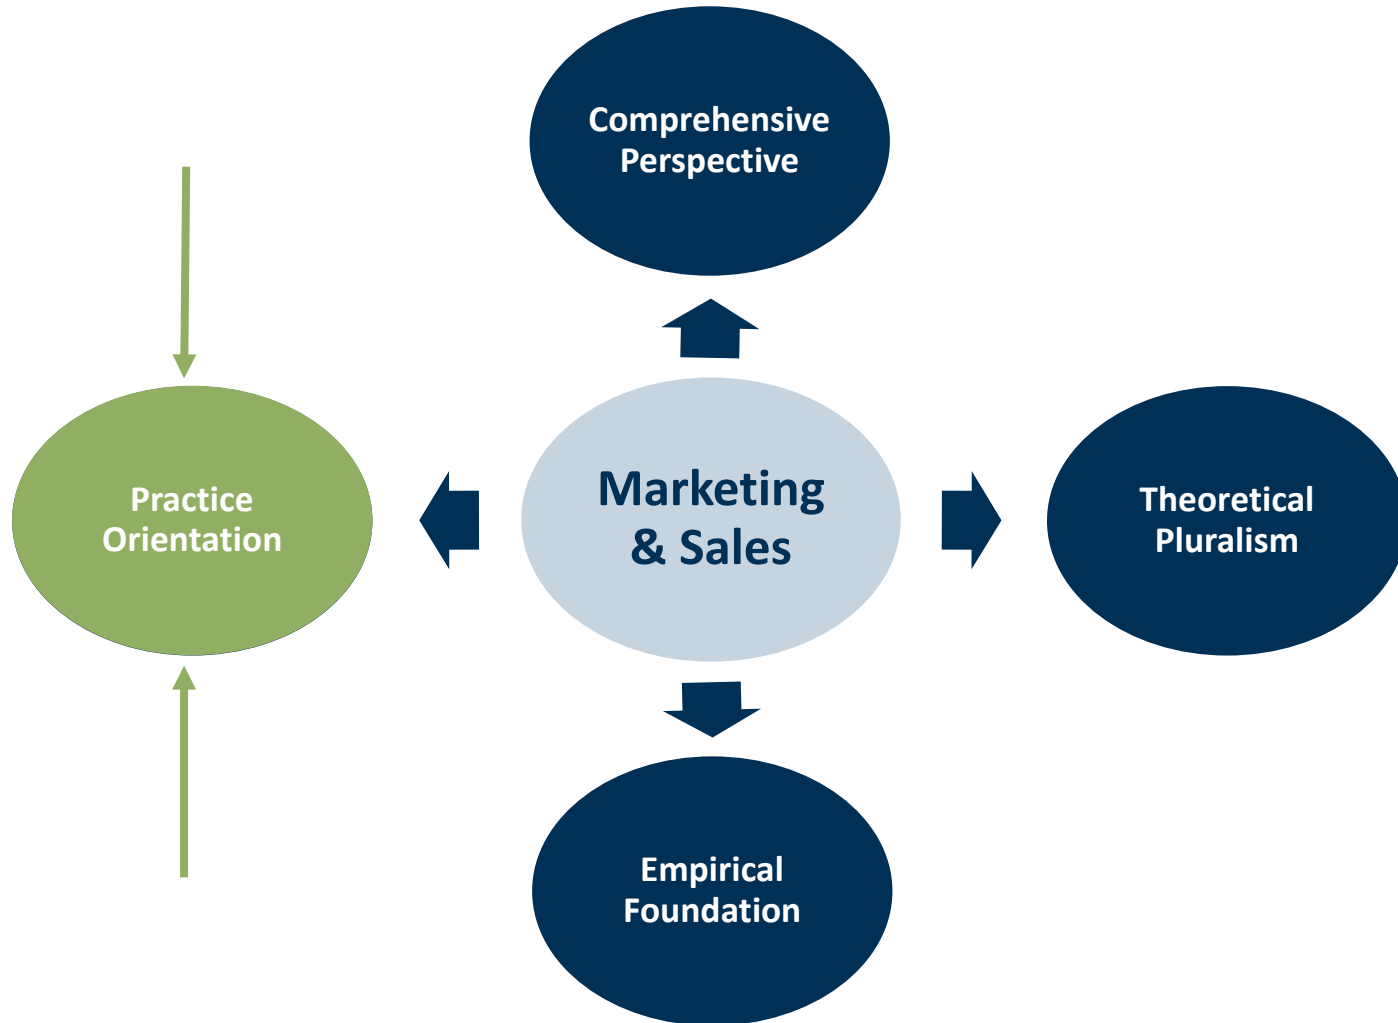 Comprehensive
Perspective
Practice
Orientation
Marketing
& Sales
Theoretical
Pluralism
Empirical
Foundation